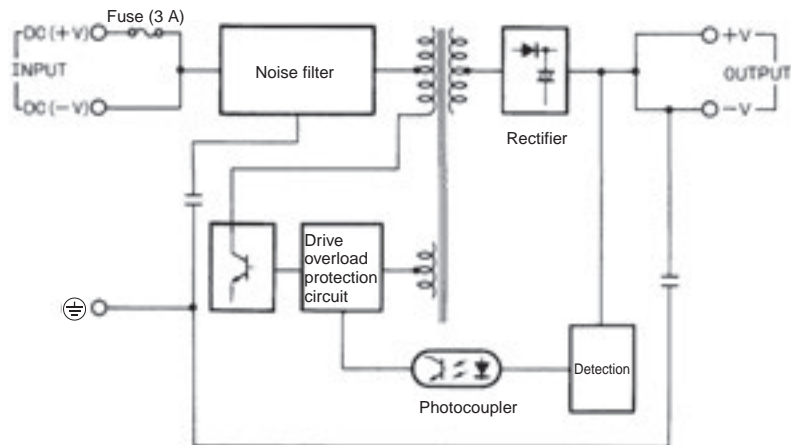 Fuse (3 A)
DC(+V)
INPUT
DC(−V)
Noise filter
Rectifier
+V
OUTPUT
−V
Drive
overload
protection
circuit
Detection
Photocoupler